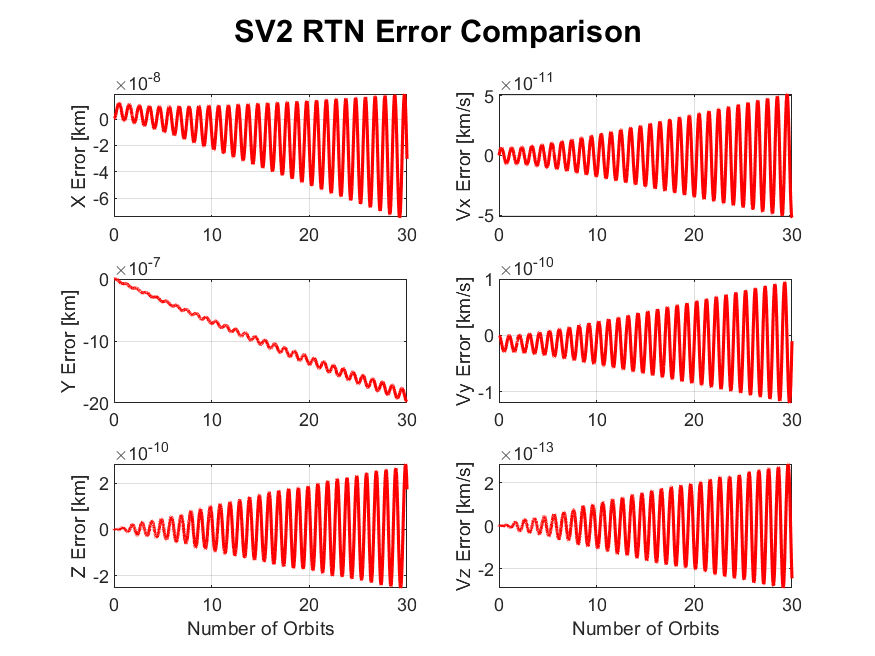 SV2 RTN Error Comparison
×10-8
X Error [km]
0
-2
-4
-6
0 10 20 30
×10-11
Vx Error [km/s]
5
0
-5
0 10 20 30
×10-7
Y Error [km]
0
-10
-20
0 10 20 30
×10-10
Vy Error [km/s]
1
0
-1
0 10 20 30
×10-10
Z Error [km]
2
0
-2
0 10 20 30
Number of Orbits
×10-13
Vz Error [km/s]
2
0
-2
0 10 20 30
Number of Orbits